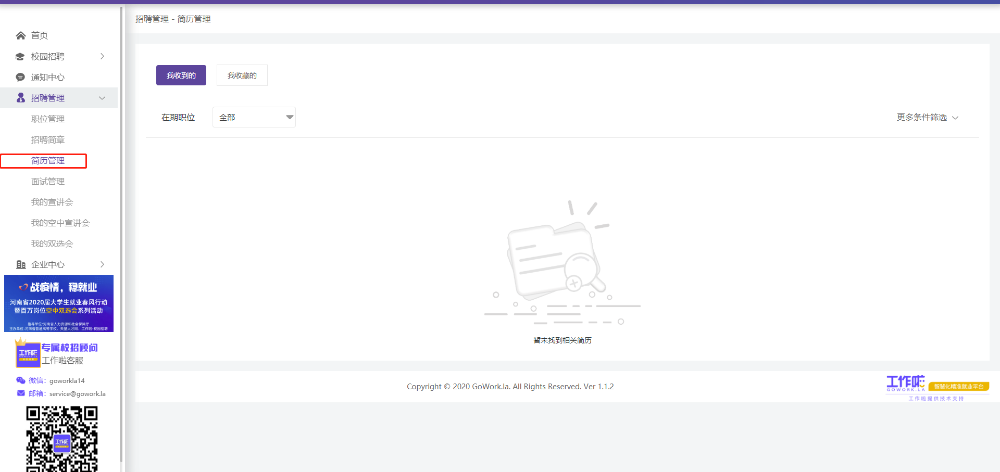 招聘管理 - 简历管理
首页
校园招聘
通知中心
招聘管理
职位管理
招聘简章
简历管理
面试管理
我的宣讲会
我的空中宣讲会
我的双选会
企业中心
战疫情，稳就业
河南省2020届大学生就业春风行动
暨百万岗位空中双选会系列活动
指导单位:河南省人力资源和社会保障厅
主办单位:河南省普通高等学校、天基人才网、工作啦-校园招聘
工作啦
专属校招顾问
工作啦客服
微信：goworkla14
邮箱：service@gowork.la
工作啦
我收到的
我收藏的
在期职位
全部
更多条件筛选
暂未找到相关简历
Copyright © 2020 GoWork.la. All Rights Reserved. Ver 1.1.2
工作啦
GOWORK.LA
智慧化精准就业平台
工作啦提供技术支持